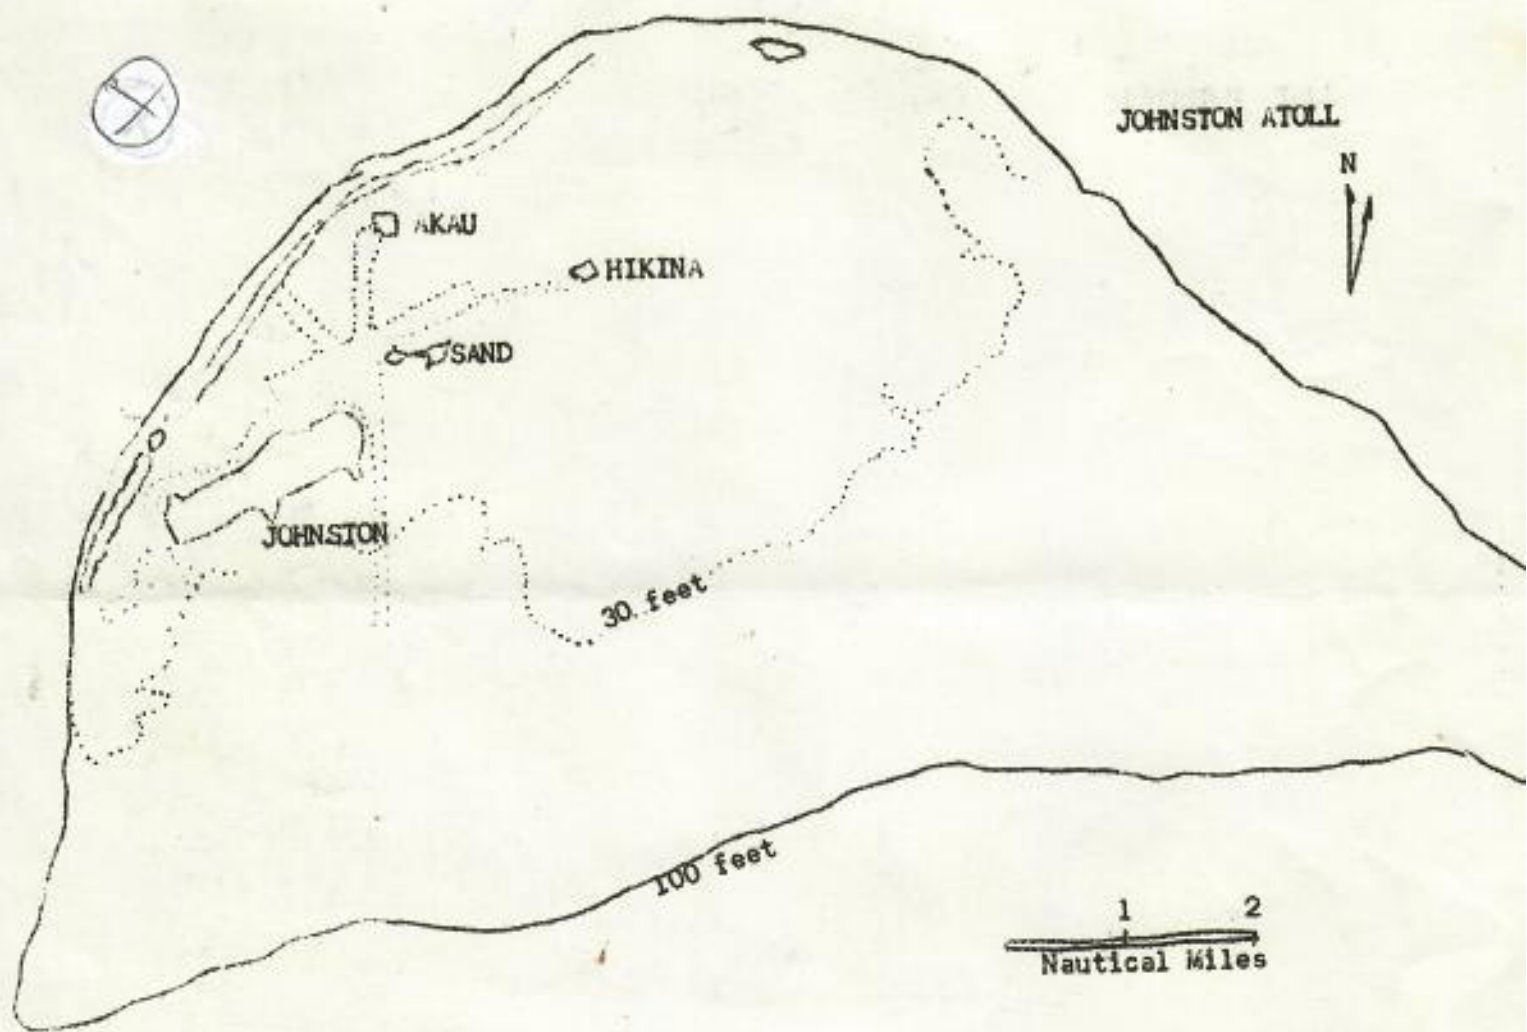 JOHNSTON ATOLL
N
AKAU
HIKINA
SAND
JOHNSTON
30 feet
100 feet
1 2
Nautical Miles